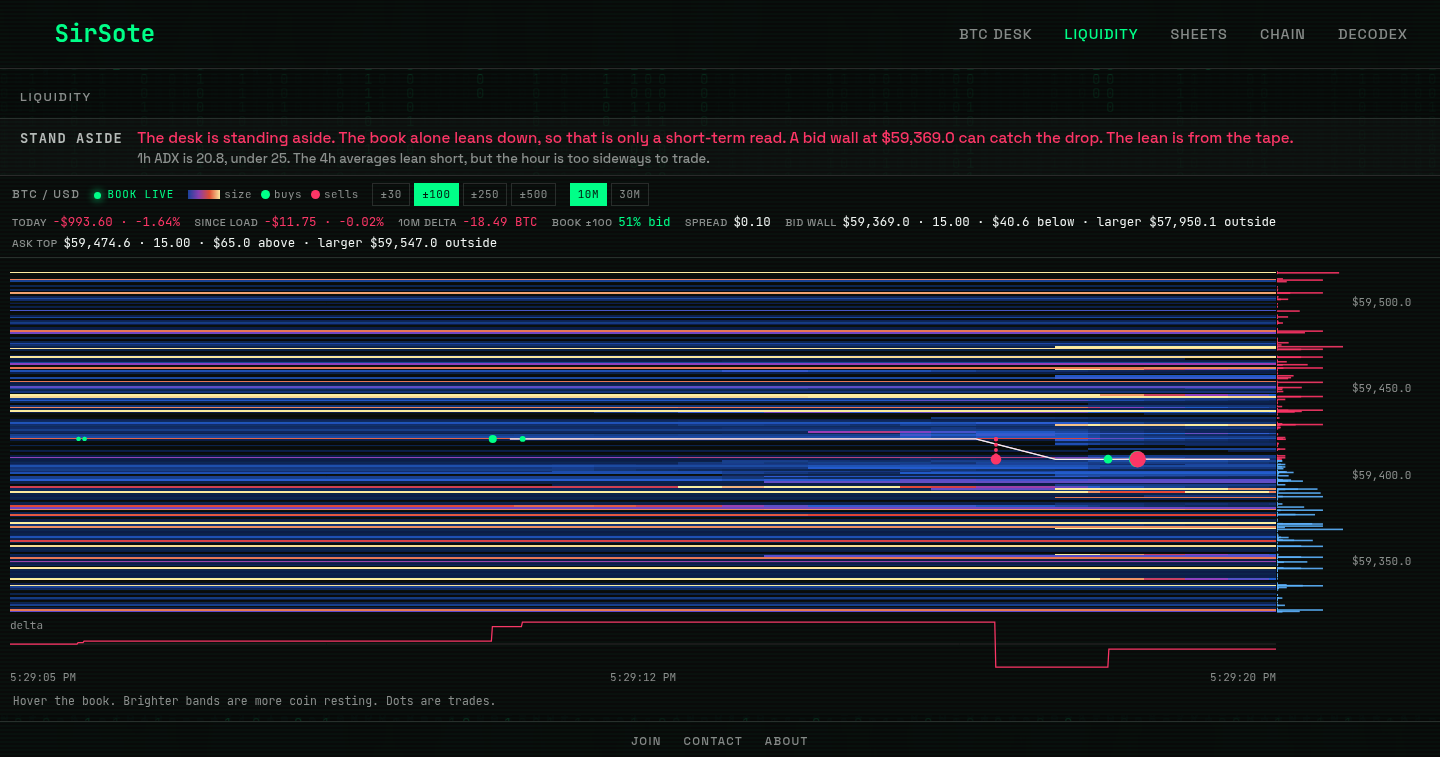 SirSote
BTC DESK LIQUIDITY SHEETS CHAIN DECODEX
LIQUIDITY
STAND ASIDE The desk is standing aside. The book alone leans down, so that is only a short-term read. A bid wall at $59,369.0 can catch the drop. The lean is from the tape.
1h ADX is 20.8, under 25. The 4h averages lean short, but the hour is too sideways to trade.
BTC / USD BOOK LIVE size buys sells ±30 ±100 ±250 ±500 10M 30M
TODAY -$993.60 · -1.64% SINCE LOAD -$11.75 · -0.02% 10M DELTA -18.49 BTC BOOK ±100 51% bid SPREAD $0.10 BID WALL $59,369.0 · 15.00 · $40.6 below · larger $57,950.1 outside
ASK TOP $59,474.6 · 15.00 · $65.0 above · larger $59,547.0 outside
$59,500.0
$59,450.0
$59,400.0
$59,350.0
delta
5:29:05 PM 5:29:12 PM 5:29:20 PM
Hover the book. Brighter bands are more coin resting. Dots are trades.
JOIN CONTACT ABOUT